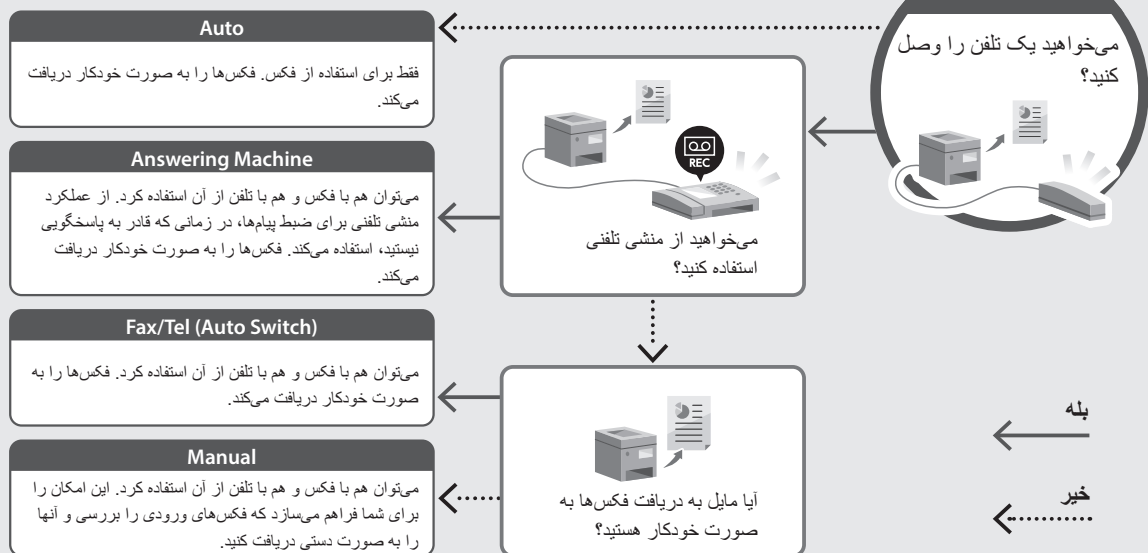 می‌خواهید یک تلفن را وصل
کنید؟
REC
می‌خواهید از منشی تلفنی
استفاده کنید؟
آیا مایل به دریافت فکس‌ها به
صورت خودکار هستید؟
Auto
فقط برای استفاده از فکس. فکس‌ها را به صورت خودکار دریافت
می‌کند.
Answering Machine
می‌توان هم با فکس و هم با تلفن از آن استفاده کرد. از عملکرد
منشی تلفنی برای ضبط پیام‌ها، در زمانی که قادر به پاسخگویی
نیستید، استفاده می‌کند. فکس‌ها را به صورت خودکار دریافت
می‌کند.
Fax/Tel (Auto Switch)
می‌توان هم با فکس و هم با تلفن از آن استفاده کرد. فکس‌ها را به
صورت خودکار دریافت می‌کند.
Manual
می‌توان هم با فکس و هم با تلفن از آن استفاده کرد. این امکان را
برای شما فراهم می‌سازد که فکس‌های ورودی را بررسی و آنها
را به صورت دستی دریافت کنید.
بله
خیر